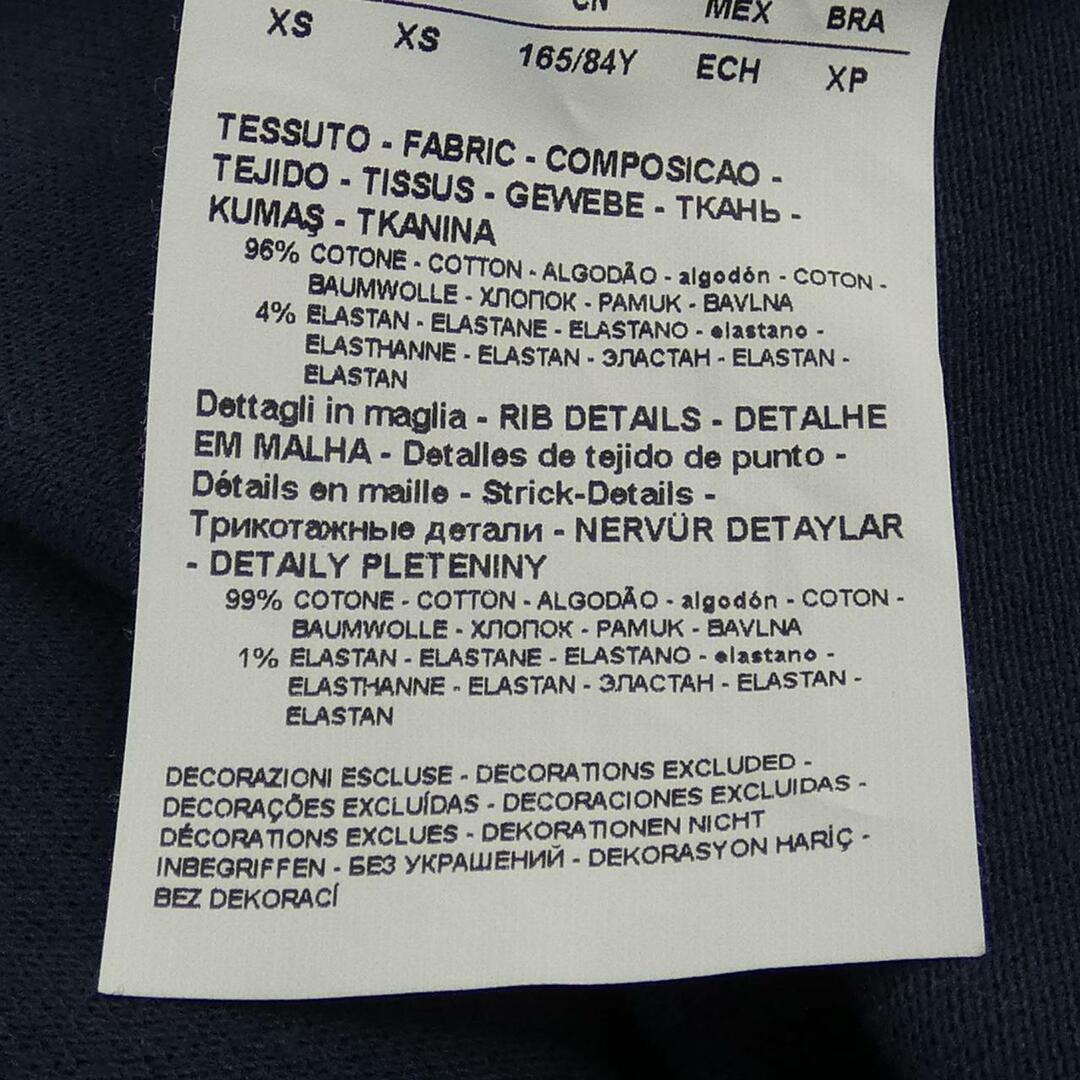 CN MEX BRA
XS XS 165/84Y ECH XP
TESSUTO - FABRIC - COMPOSICAO -
TEJIDO - TISSUS - GEWEBE - ТКАНЬ -
KUMAŞ - TKANINA
96% COTONE - COTTON - ALGODÃO - algodón - COTON -
BAUMWOLLE - ХЛОПОК - PAMUK - BAVLNA
4% ELASTAN - ELASTANE - ELASTANO - elastano -
ELASTHANNE - ELASTAN - ЭЛАСТАН - ELASTAN -
ELASTAN
Dettagli in maglia - RIB DETAILS - DETALHE
EM MALHA - Detalles de tejido de punto -
Détails en maille - Strick-Details -
Трикотажные детали - NERVÜR DETAYLAR
- DETAILY PLETENINY
99% COTONE - COTTON - ALGODÃO - algodón - COTON -
BAUMWOLLE - ХЛОПОК - PAMUK - BAVLNA
1% ELASTAN - ELASTANE - ELASTANO - elastano -
ELASTHANNE - ELASTAN - ЭЛАСТАН - ELASTAN -
ELASTAN
DECORAZIONI ESCLUSE - DECORATIONS EXCLUDED -
DECORAÇÕES EXCLUÍDAS - DECORACIONES EXCLUIDAS -
DÉCORATIONS EXCLUES - DEKORATIONEN NICHT
INBEGRIFFEN - БЕЗ УКРАШЕНИЙ - DEKORASYON HARİÇ -
BEZ DEKORACÍ